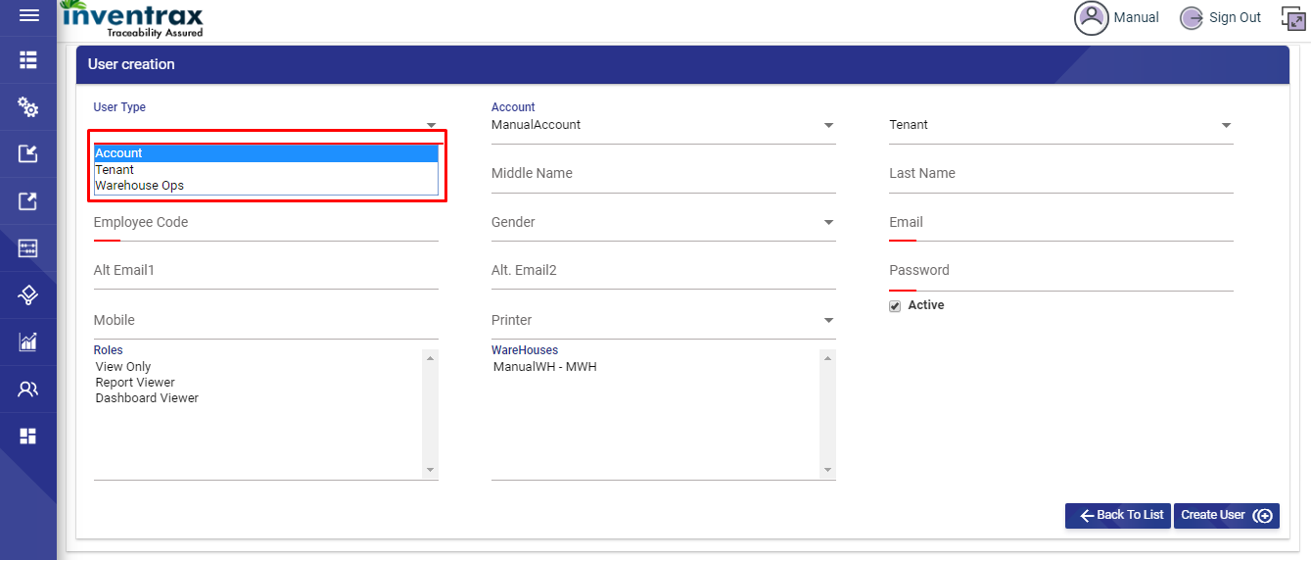 inventrax
Traceability Assured
Manual
Sign Out
User creation
User Type
Account
ManualAccount
Tenant
Account
Tenant
Warehouse Ops
Middle Name
Last Name
Employee Code
Gender
Email
Alt Email1
Alt. Email2
Password
Active
Mobile
Printer
Roles
View Only
Report Viewer
Dashboard Viewer
WareHouses
ManualWH - MWH
Back To List
Create User